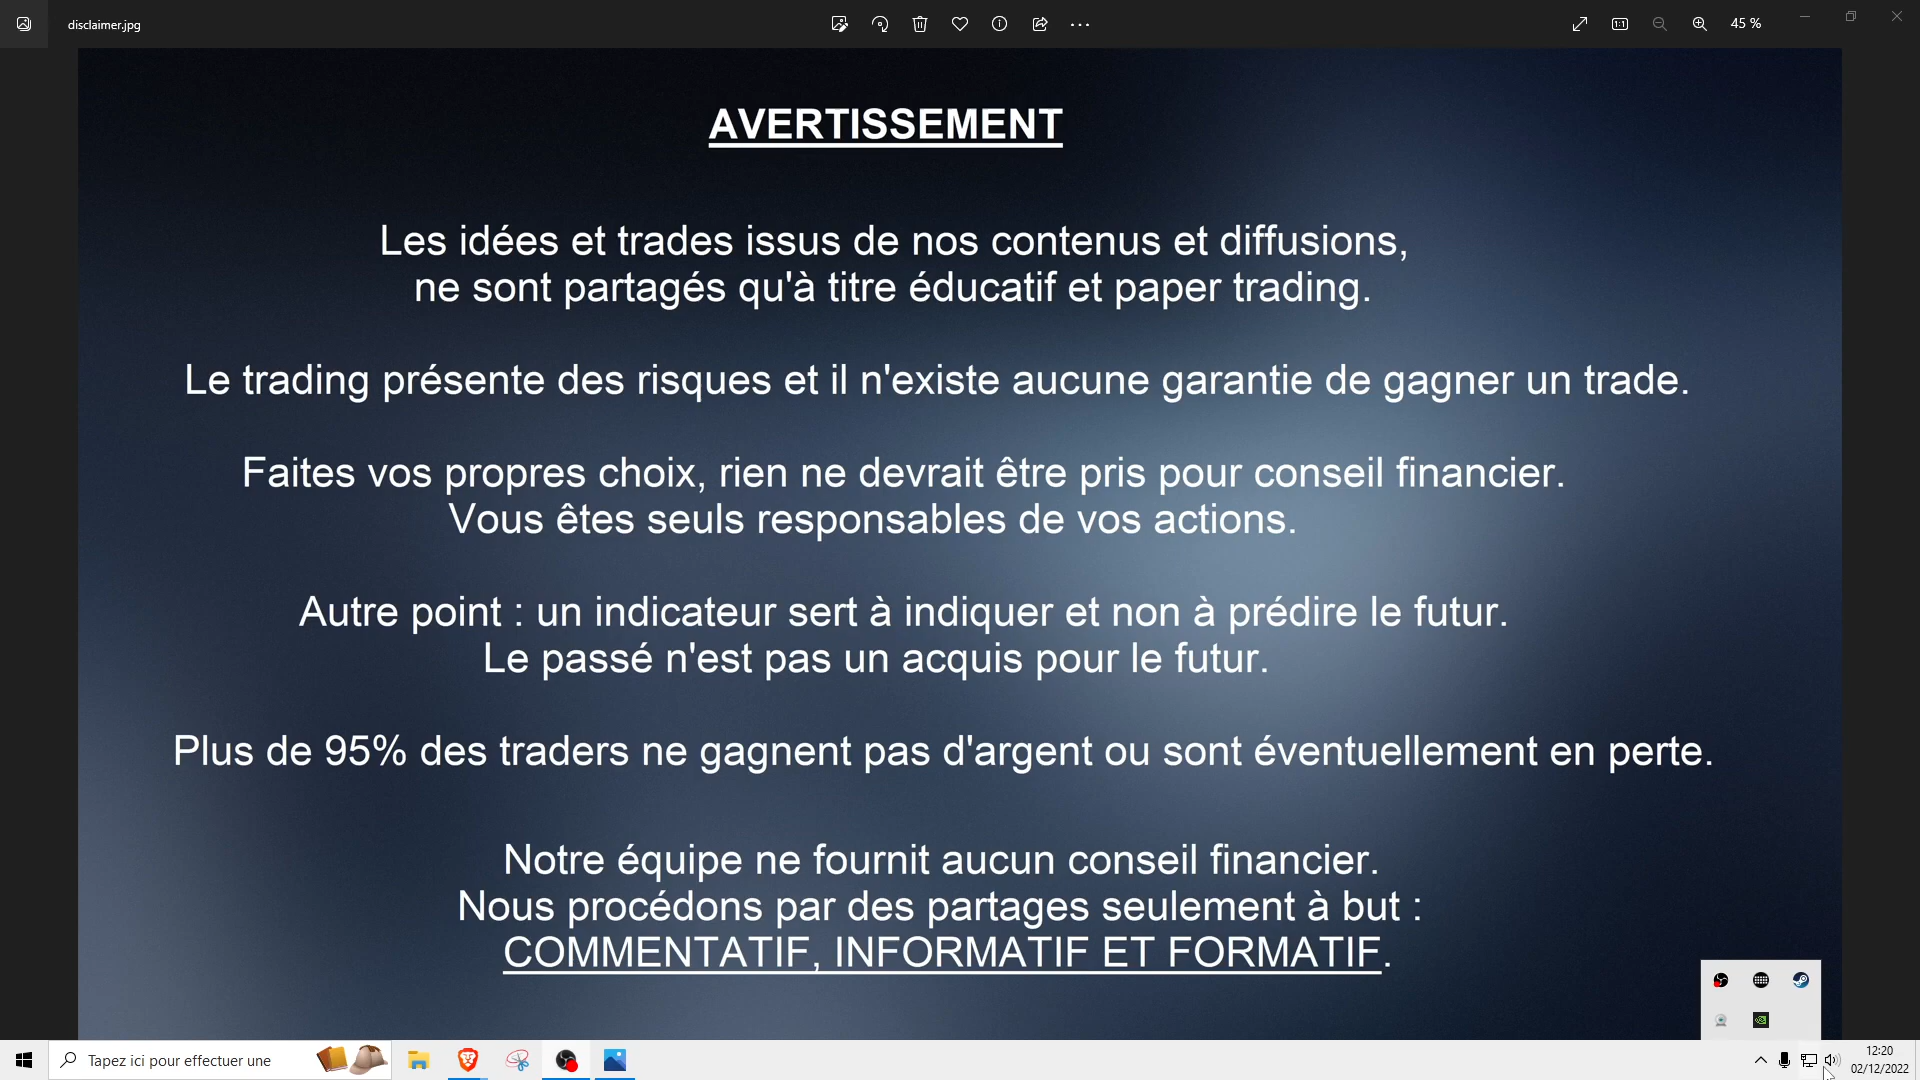 disclaimer.jpg
45 %
AVERTISSEMENT
Les idées et trades issus de nos contenus et diffusions,
ne sont partagés qu'à titre éducatif et paper trading.
Le trading présente des risques et il n'existe aucune garantie de gagner un trade.
Faites vos propres choix, rien ne devrait être pris pour conseil financier.
Vous êtes seuls responsables de vos actions.
Autre point : un indicateur sert à indiquer et non à prédire le futur.
Le passé n'est pas un acquis pour le futur.
Plus de 95% des traders ne gagnent pas d'argent ou sont éventuellement en perte.
Notre équipe ne fournit aucun conseil financier.
Nous procédons par des partages seulement à but :
COMMENTATIF, INFORMATIF ET FORMATIF.
Tapez ici pour effectuer une
12:20
02/12/2022